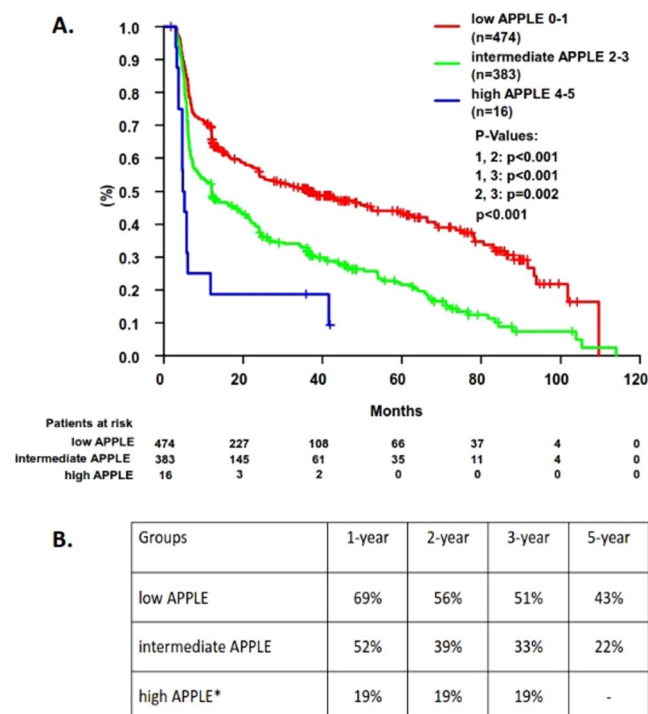 A.
low APPLE 0-1
(n=474)
intermediate APPLE 2-3
(n=383)
high APPLE 4-5
(n=16)
P-Values:
1, 2: p<0.001
1, 3: p<0.001
2, 3: p=0.002
p<0.001
1.0
0.9
0.8
0.7
0.6
0.5
0.4
0.3
0.2
0.1
0.0
(%)
0 20 40 60 80 100 120
Months
Patients at risk
low APPLE 474 227 108 66 37 4 0
intermediate APPLE 383 145 61 35 11 4 0
high APPLE 16 3 2 0 0 0 0
B.
Groups 1-year 2-year 3-year 5-year
low APPLE 69% 56% 51% 43%
intermediate APPLE 52% 39% 33% 22%
high APPLE* 19% 19% 19% -